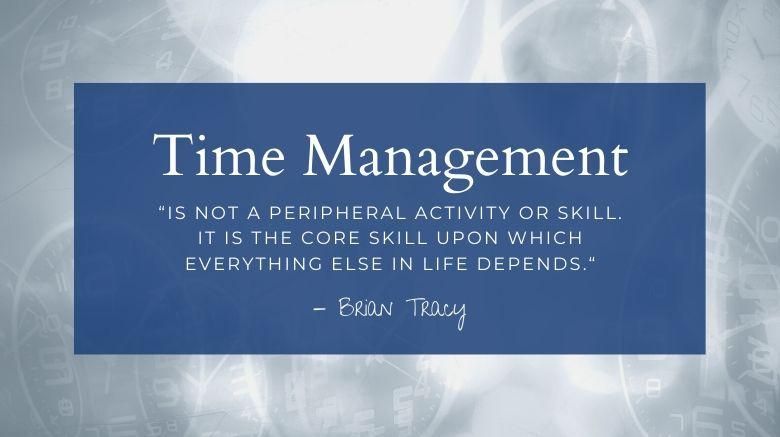 Time Management
“IS NOT A PERIPHERAL ACTIVITY OR SKILL.
IT IS THE CORE SKILL UPON WHICH
EVERYTHING ELSE IN LIFE DEPENDS.“
– Brian Tracy